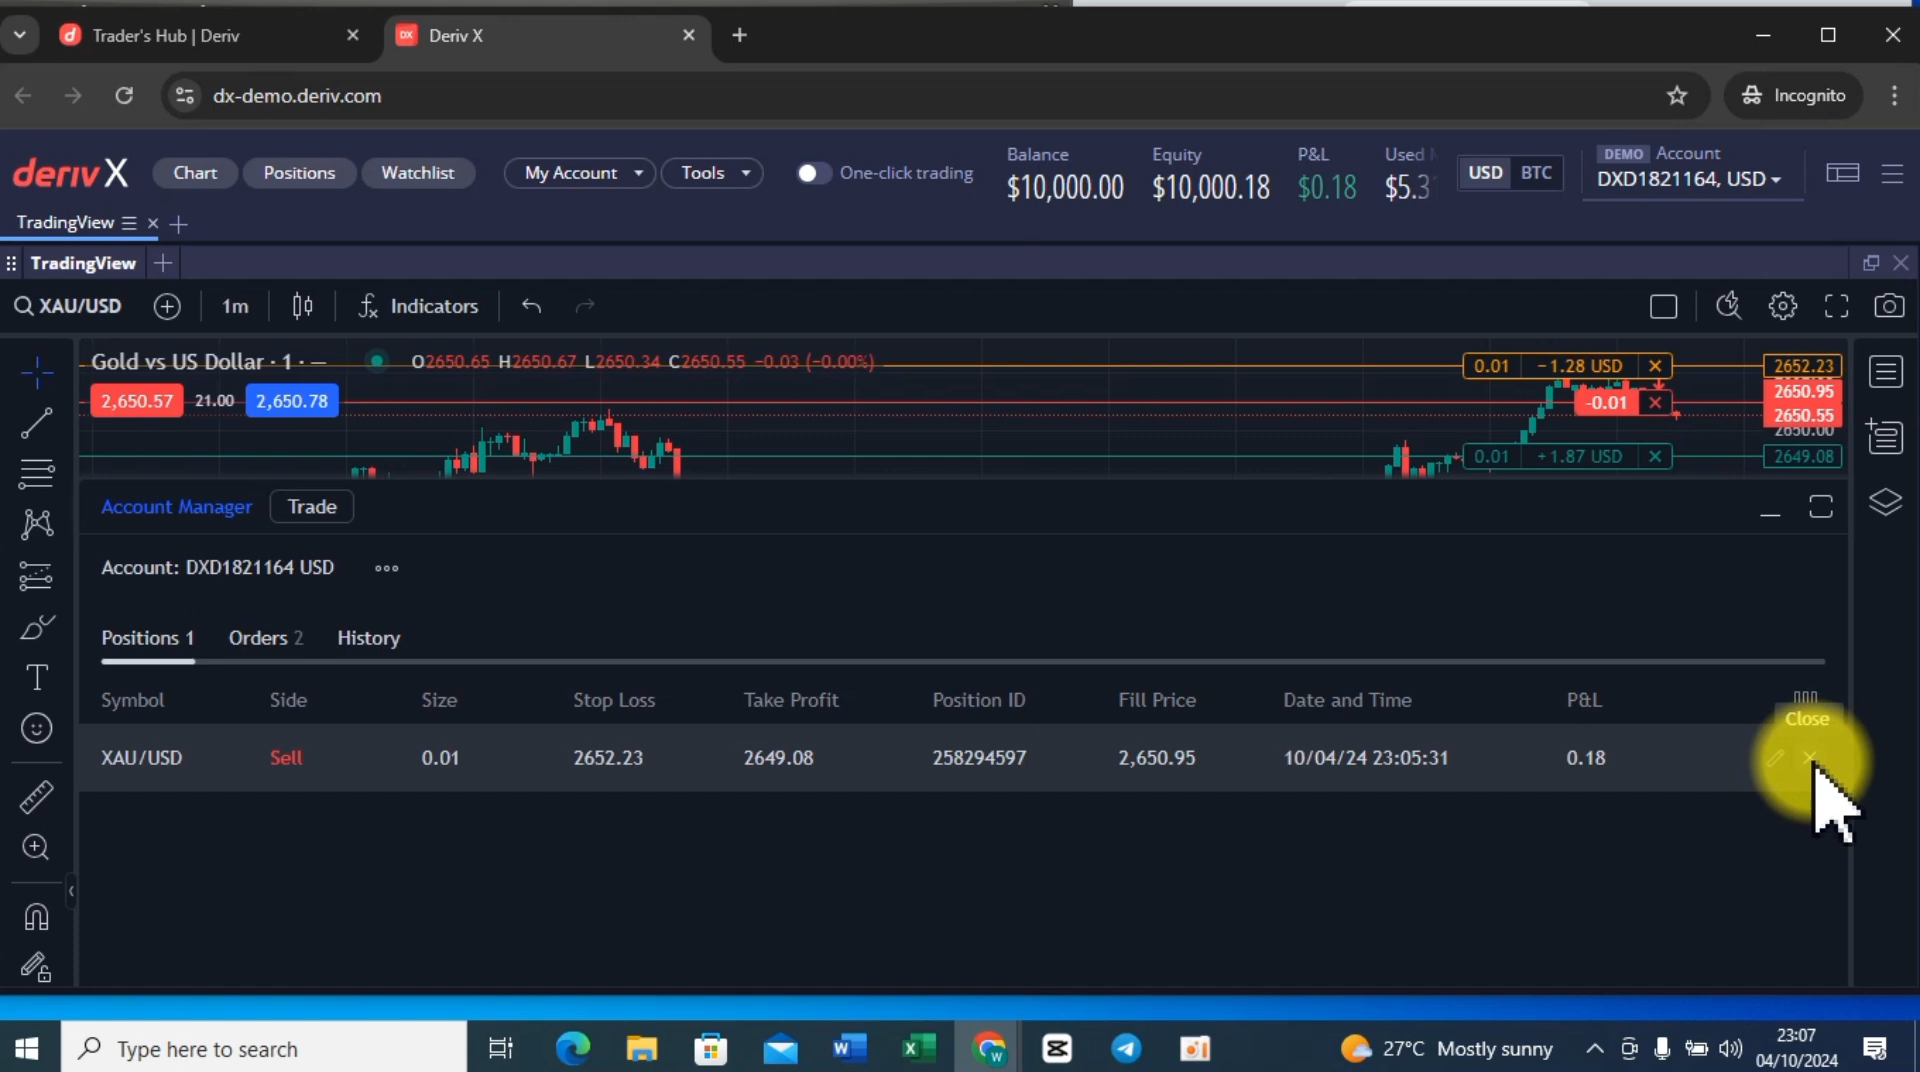 Trader's Hub | Deriv
DX Deriv X
dx-demo.deriv.com
Incognito
deriv X
Chart Positions Watchlist My Account Tools One-click trading
Balance
$10,000.00
Equity
$10,000.18
P&L
$0.18
Used
$5.3
USD BTC
DEMO Account
DXD1821164, USD
TradingView
TradingView
XAU/USD 1m Indicators
Gold vs US Dollar · 1 · — O2650.65 H2650.67 L2650.34 C2650.55 −0.03 (−0.00%)
0.01 −1.28 USD 2652.23
2,650.57 21.00 2,650.78
2650.95
-0.01
2650.55
2650.00
0.01 +1.87 USD 2649.08
Account Manager Trade
Account: DXD1821164 USD
Positions 1 Orders 2 History
Symbol Side Size Stop Loss Take Profit Position ID Fill Price Date and Time P&L
Close
XAU/USD Sell 0.01 2652.23 2649.08 258294597 2,650.95 10/04/24 23:05:31 0.18
T
Type here to search
27°C Mostly sunny
23:07
04/10/2024